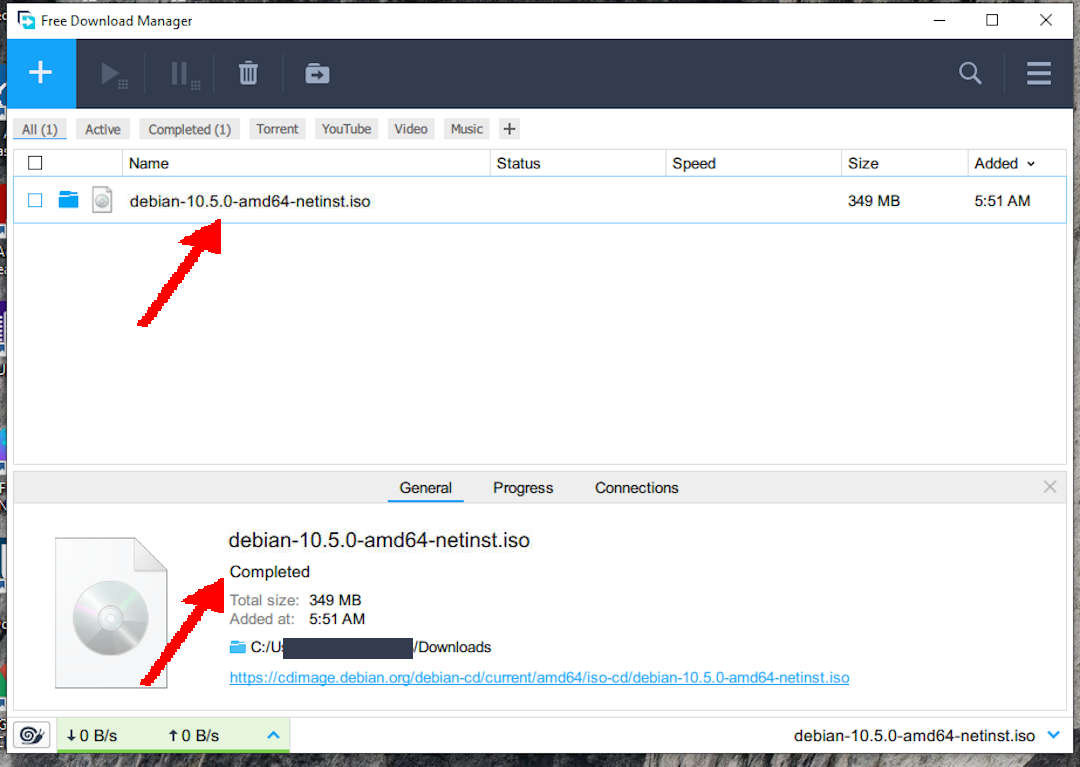 Free Download Manager
All (1) Active Completed (1) Torrent YouTube Video Music +
Name Status Speed Size Added
debian-10.5.0-amd64-netinst.iso 349 MB 5:51 AM
General Progress Connections
debian-10.5.0-amd64-netinst.iso
Completed
Total size: 349 MB
Added at: 5:51 AM
C:/Us /Downloads
https://cdimage.debian.org/debian-cd/current/amd64/iso-cd/debian-10.5.0-amd64-netinst.iso
↓0 B/s ↑0 B/s debian-10.5.0-amd64-netinst.iso